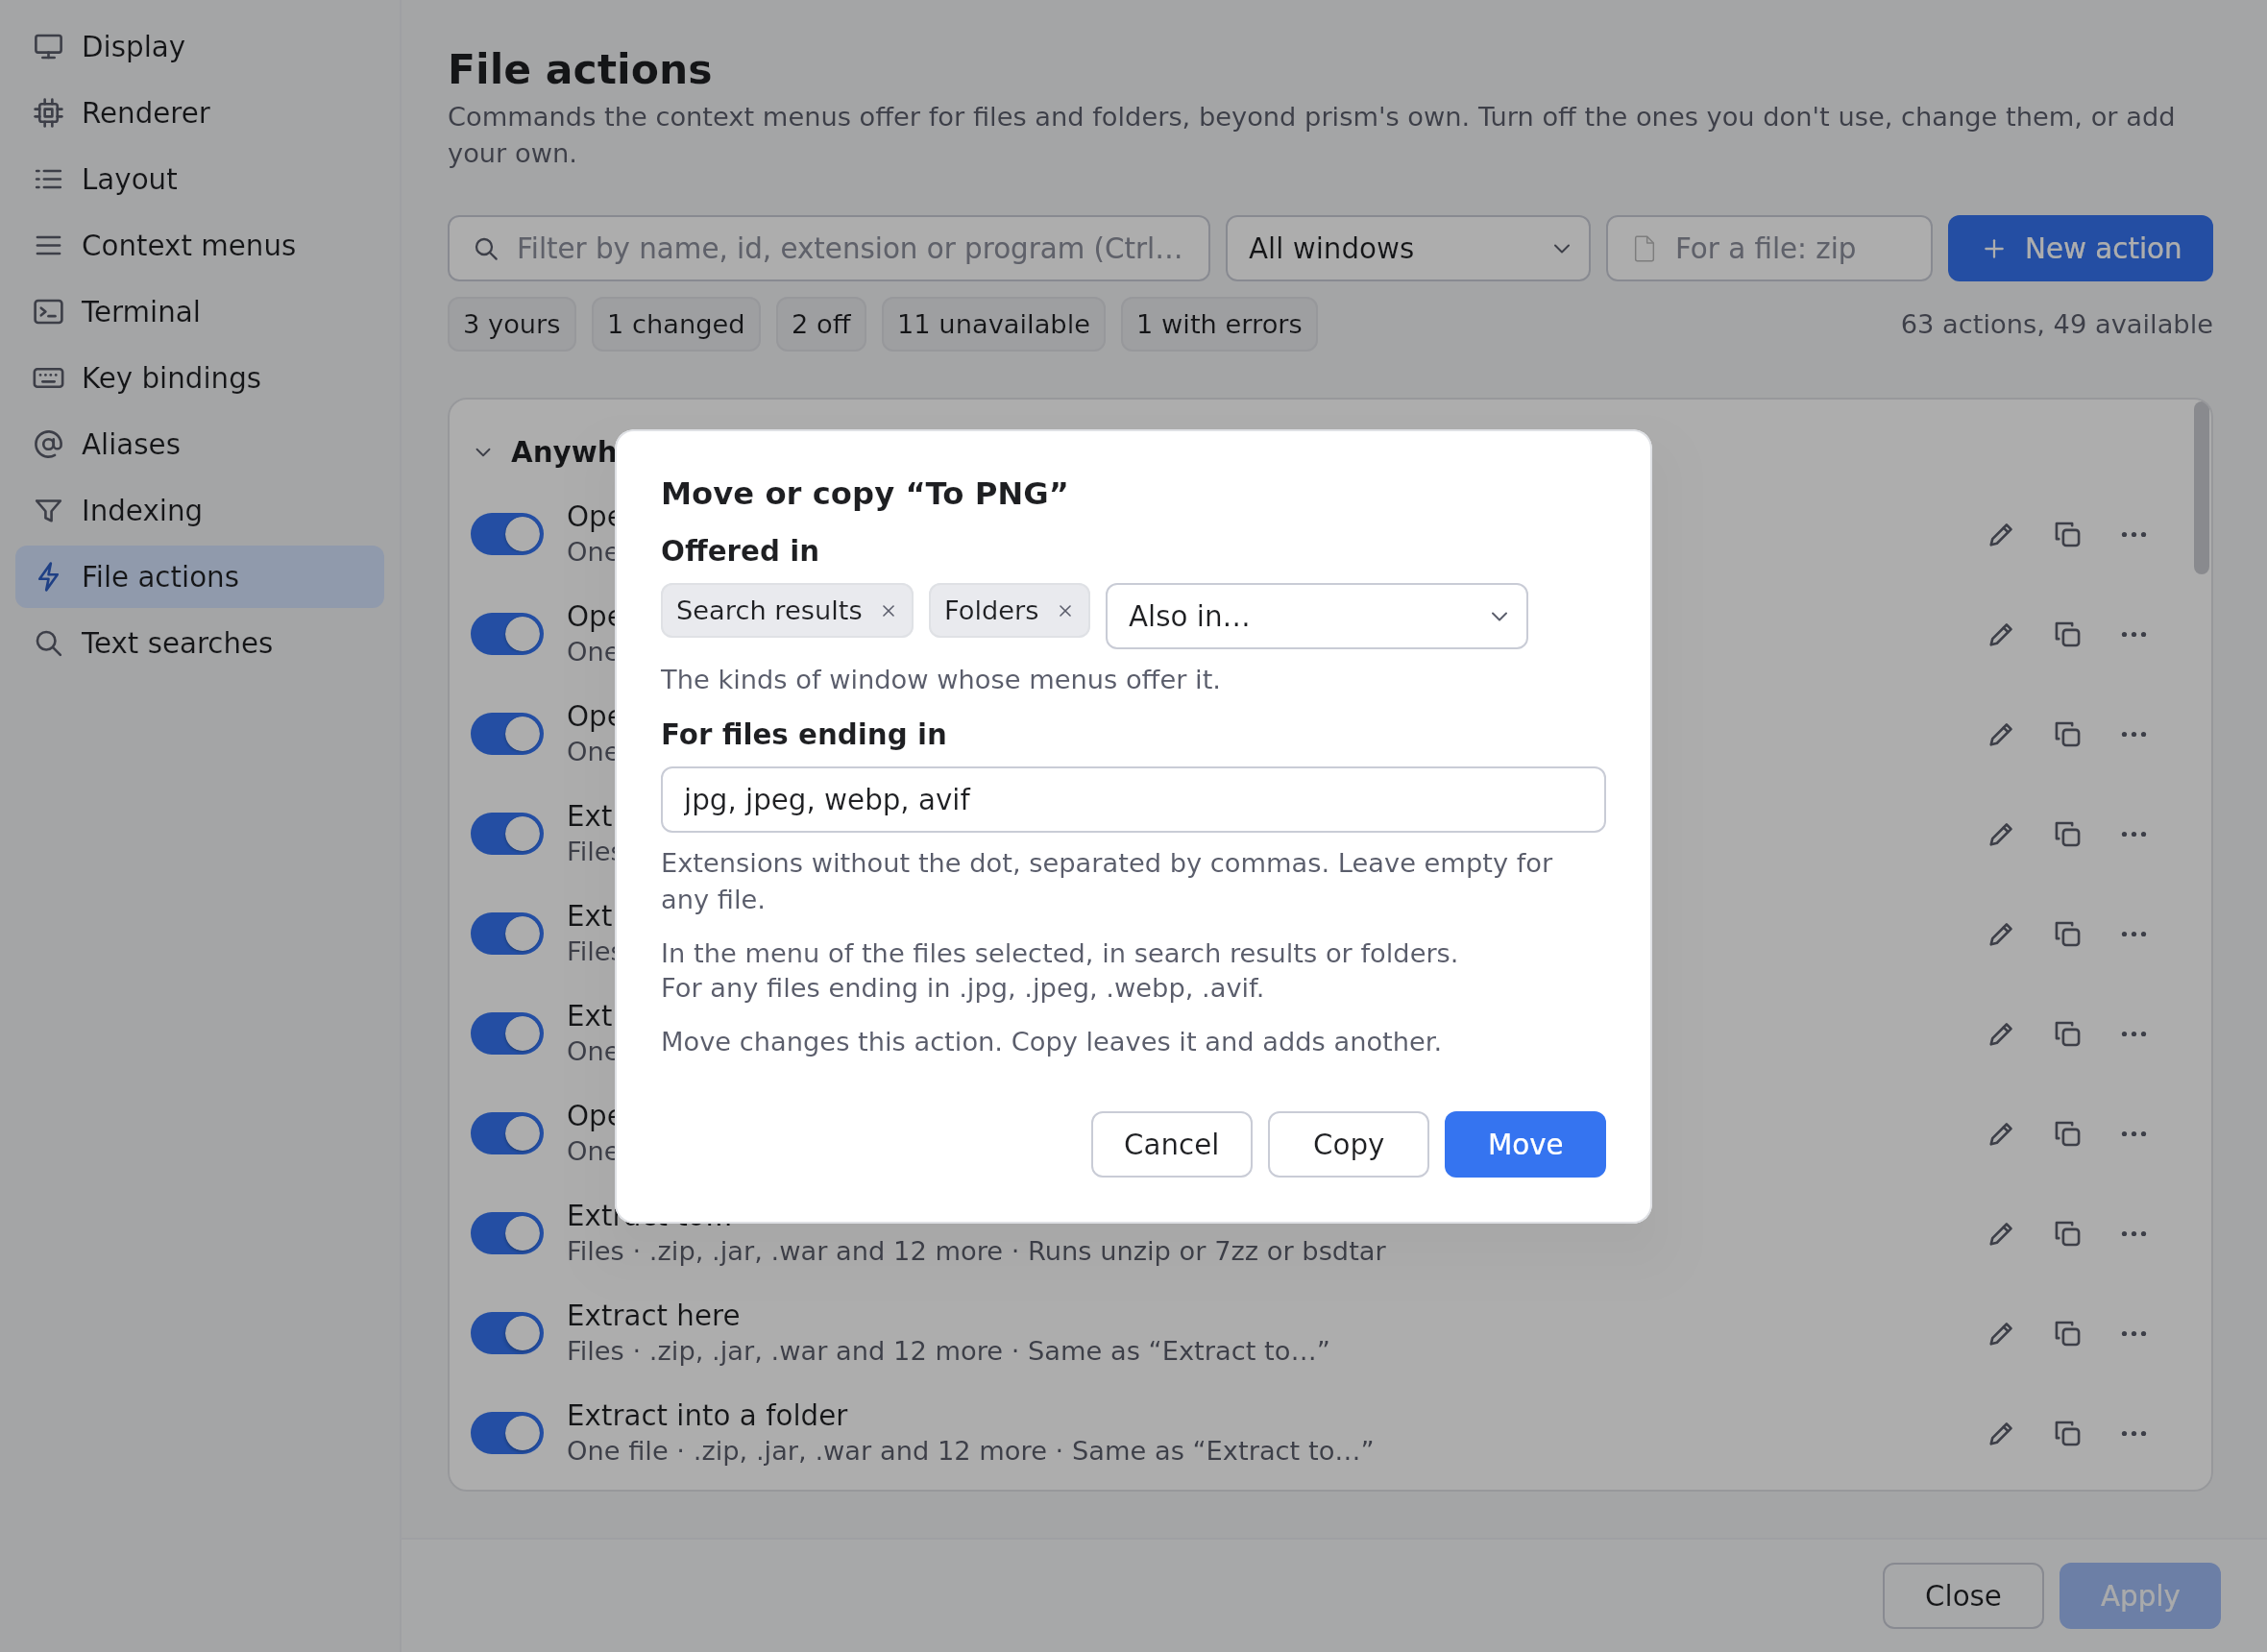 Display
Renderer
Layout
Context menus
Terminal
Key bindings
Aliases
Indexing
File actions
Text searches
File actions
Commands the context menus offer for files and folders, beyond prism's own. Turn off the ones you don't use, change them, or add
your own.
Filter by name, id, extension or program (Ctrl…
All windows
For a file: zip
New action
3 yours
1 changed
2 off
11 unavailable
1 with errors
63 actions, 49 available
Move or copy “To PNG”
Offered in
Search results
Folders
Also in…
The kinds of window whose menus offer it.
For files ending in
jpg, jpeg, webp, avif
Extensions without the dot, separated by commas. Leave empty for
any file.
In the menu of the files selected, in search results or folders.
For any files ending in .jpg, .jpeg, .webp, .avif.
Move changes this action. Copy leaves it and adds another.
Cancel
Copy
Move
Files · .zip, .jar, .war and 12 more · Runs unzip or 7zz or bsdtar
Extract here
Files · .zip, .jar, .war and 12 more · Same as “Extract to…”
Extract into a folder
One file · .zip, .jar, .war and 12 more · Same as “Extract to…”
Close
Apply